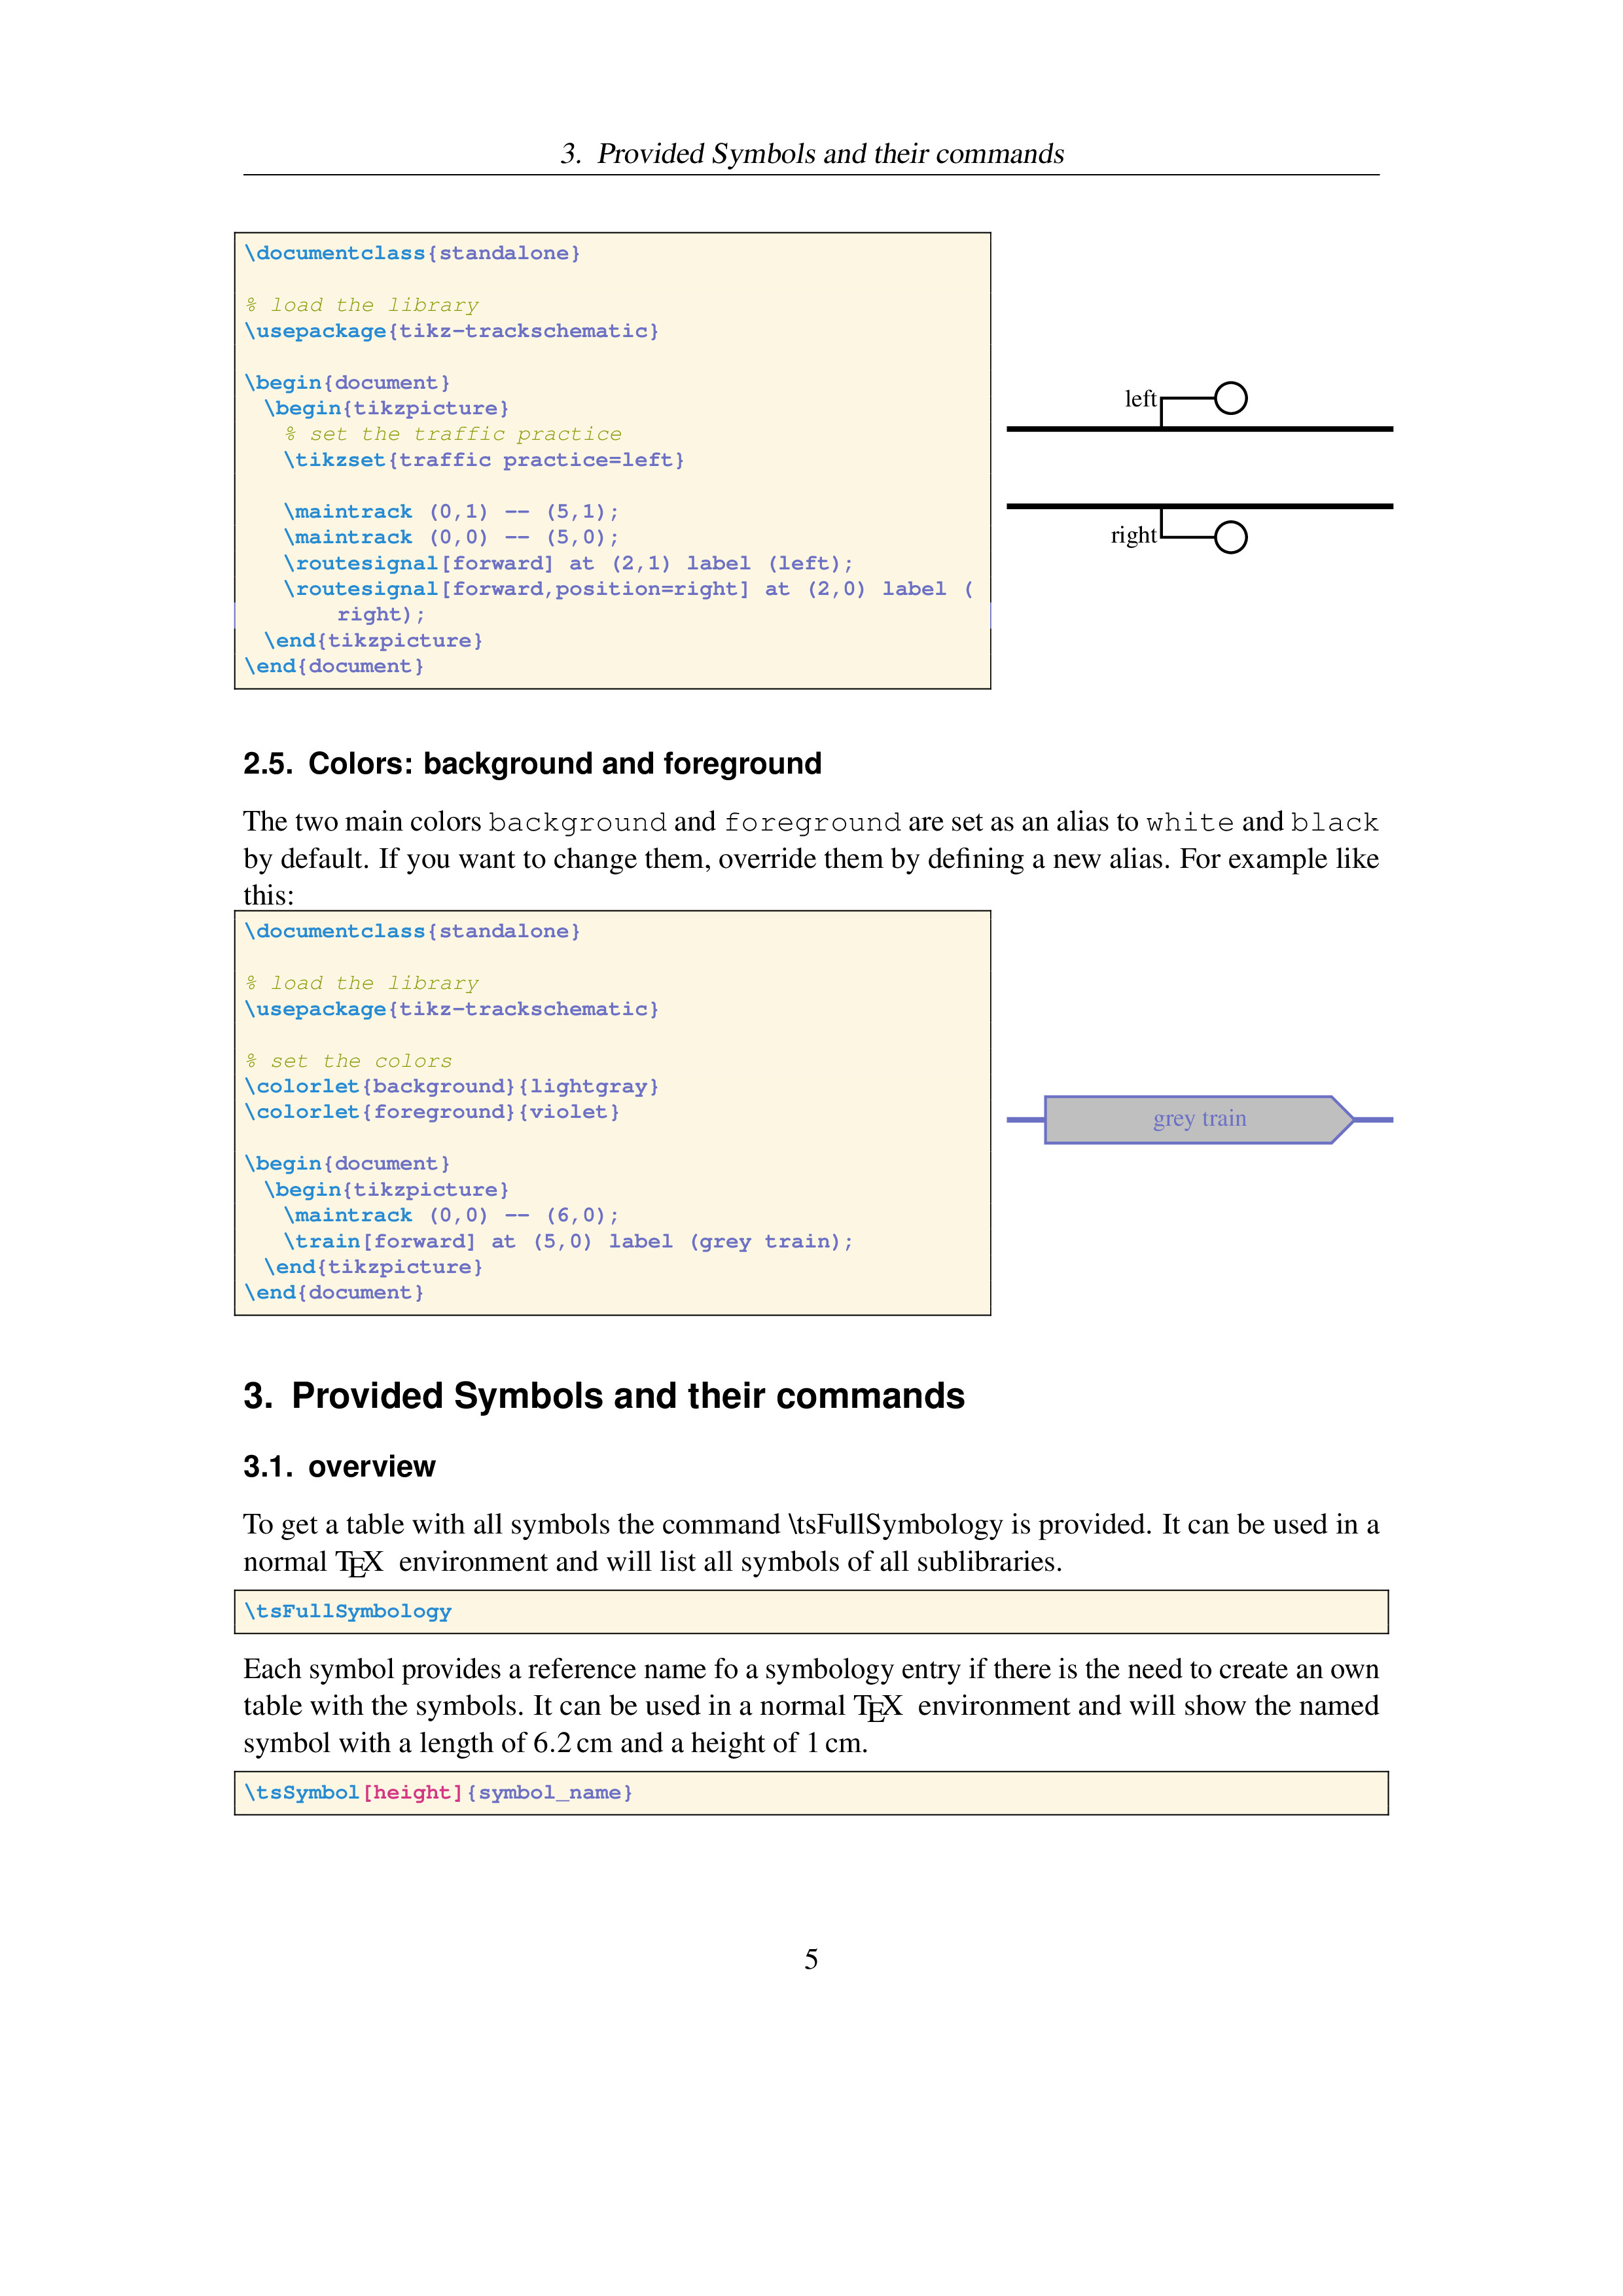 3. Provided Symbols and their commands
\documentclass{standalone}
% load the library
\usepackage{tikz-trackschematic}
\begin{document}
\begin{tikzpicture}
% set the traffic practice
\tikzset{traffic practice=left}
\maintrack (0,1) -- (5,1);
\maintrack (0,0) -- (5,0);
\routesignal[forward] at (2,1) label (left);
\routesignal[forward,position=right] at (2,0) label (
right);
\end{tikzpicture}
\end{document}
left
right
2.5. Colors: background and foreground
The two main colors background and foreground are set as an alias to white and black
by default. If you want to change them, override them by defining a new alias. For example like
this:
\documentclass{standalone}
% load the library
\usepackage{tikz-trackschematic}
% set the colors
\colorlet{background}{lightgray}
\colorlet{foreground}{violet}
\begin{document}
\begin{tikzpicture}
\maintrack (0,0) -- (6,0);
\train[forward] at (5,0) label (grey train);
\end{tikzpicture}
\end{document}
grey train
3. Provided Symbols and their commands
3.1. overview
To get a table with all symbols the command \tsFullSymbology is provided. It can be used in a
normal TEX environment and will list all symbols of all sublibraries.
\tsFullSymbology
Each symbol provides a reference name fo a symbology entry if there is the need to create an own
table with the symbols. It can be used in a normal TEX environment and will show the named
symbol with a length of 6.2 cm and a height of 1 cm.
\tsSymbol[height]{symbol_name}
5